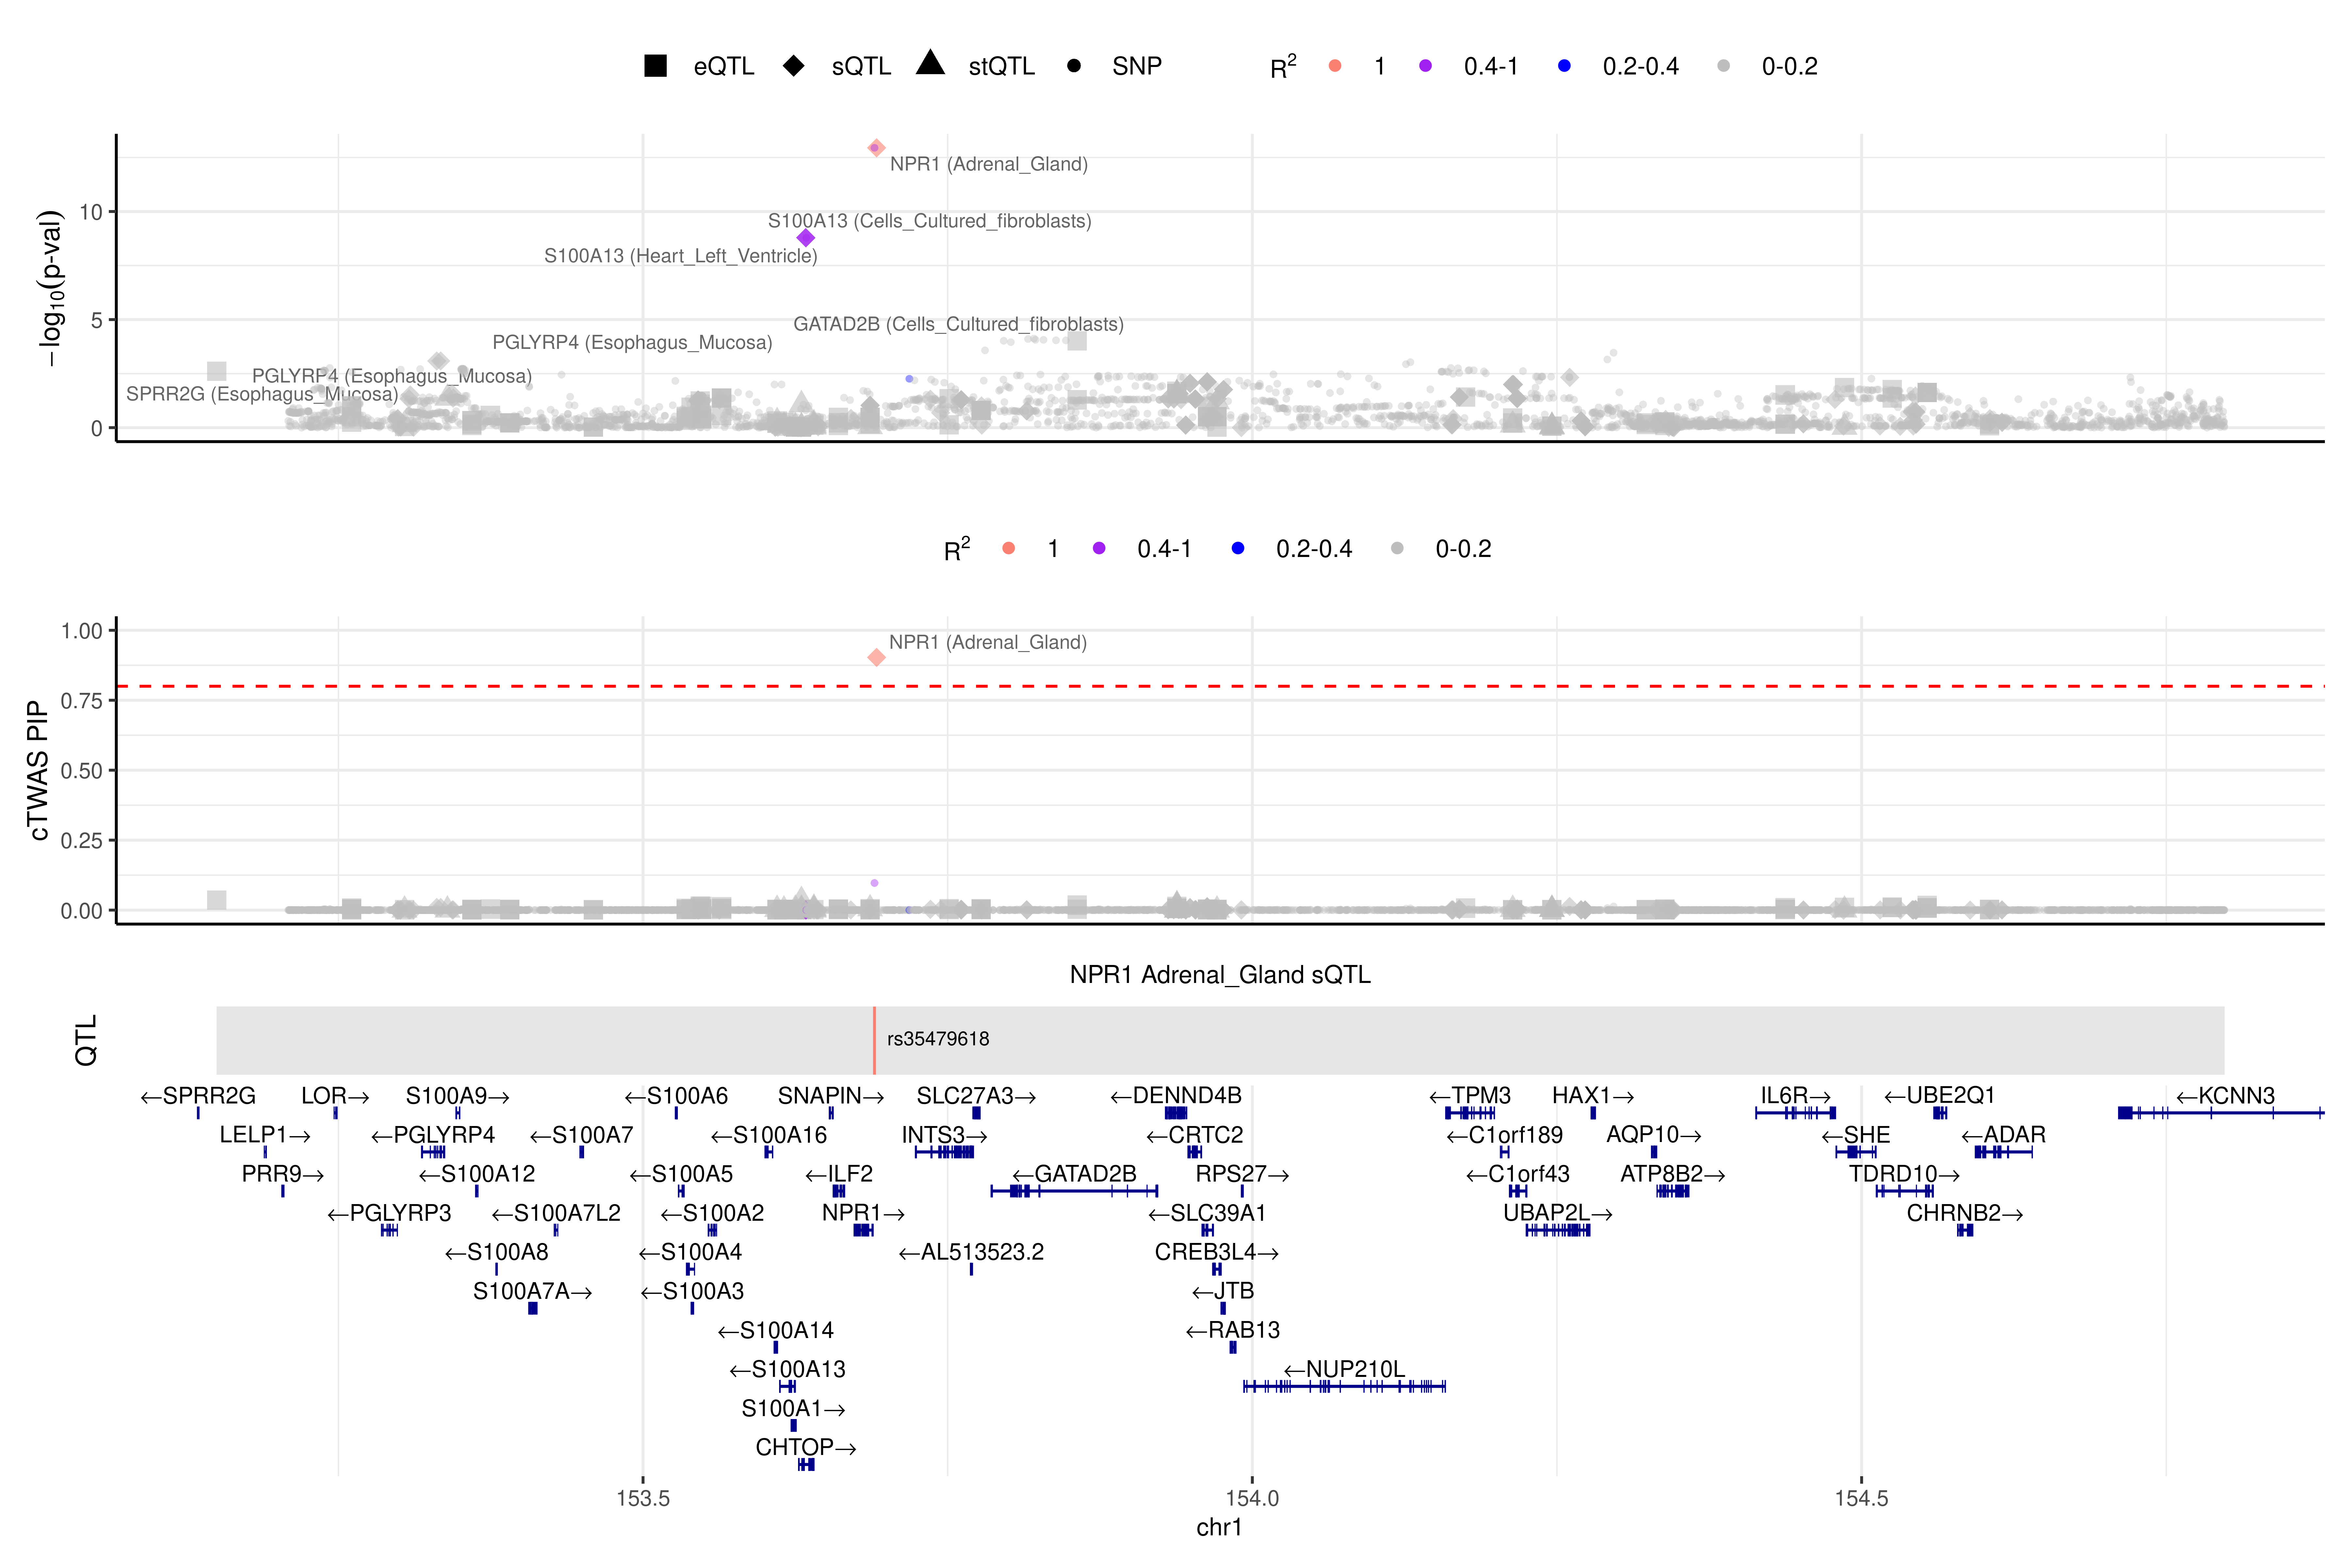 eQTL sQTL stQTL SNP R2 1 0.4-1 0.2-0.4 0-0.2
−log10(p-val)
10
5
0
NPR1 (Adrenal_Gland)
S100A13 (Cells_Cultured_fibroblasts)
S100A13 (Heart_Left_Ventricle)
GATAD2B (Cells_Cultured_fibroblasts)
PGLYRP4 (Esophagus_Mucosa)
PGLYRP4 (Esophagus_Mucosa)
SPRR2G (Esophagus_Mucosa)
R2 1 0.4-1 0.2-0.4 0-0.2
cTWAS PIP
1.00
0.75
0.50
0.25
0.00
NPR1 (Adrenal_Gland)
NPR1 Adrenal_Gland sQTL
QTL
rs35479618
←SPRR2G LOR→ S100A9→ ←S100A6 SNAPIN→ SLC27A3→ ←DENND4B ←TPM3 HAX1→ IL6R→ ←UBE2Q1 ←KCNN3
LELP1→ ←PGLYRP4 ←S100A7 ←S100A16 INTS3→ ←CRTC2 ←C1orf189 AQP10→ ←SHE ←ADAR
PRR9→ ←S100A12 ←S100A5 ←ILF2 ←GATAD2B RPS27→ ←C1orf43 ATP8B2→ TDRD10→
←PGLYRP3 ←S100A7L2 ←S100A2 NPR1→ ←SLC39A1 UBAP2L→ CHRNB2→
←S100A8 ←S100A4 ←AL513523.2 CREB3L4→
S100A7A→ ←S100A3 ←JTB
←S100A14 ←RAB13
←S100A13 ←NUP210L
S100A1→
CHTOP→
153.5 154.0 154.5
chr1